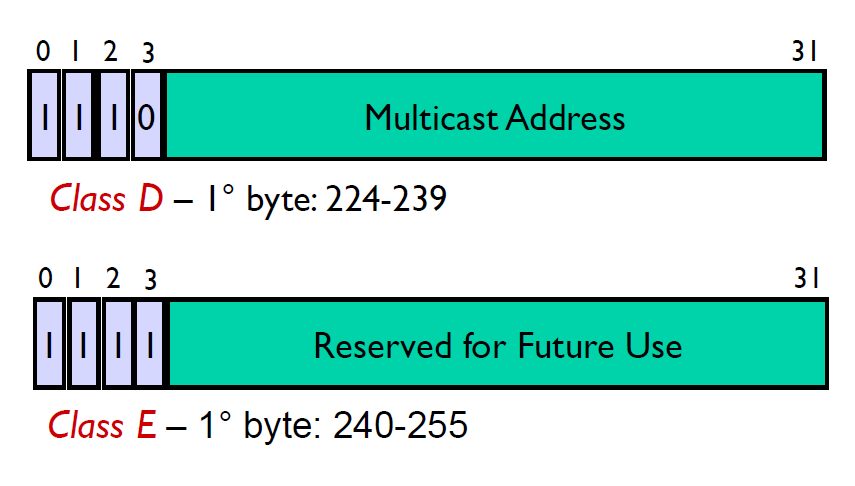 0 1 2 3 31
1 1 1 0 Multicast Address
Class D – 1° byte: 224-239
0 1 2 3 31
1 1 1 1 Reserved for Future Use
Class E – 1° byte: 240-255